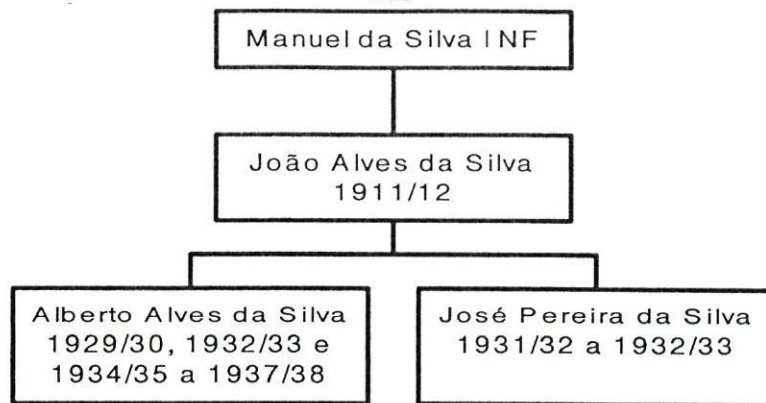 Manuel da Silva I NF
João Alves da Silva
1911/12
Alberto Alves da Silva
1929/30, 1932/33 e
1934/35 a 1937/38
José Pereira da Silva
1931/32 a 1932/33